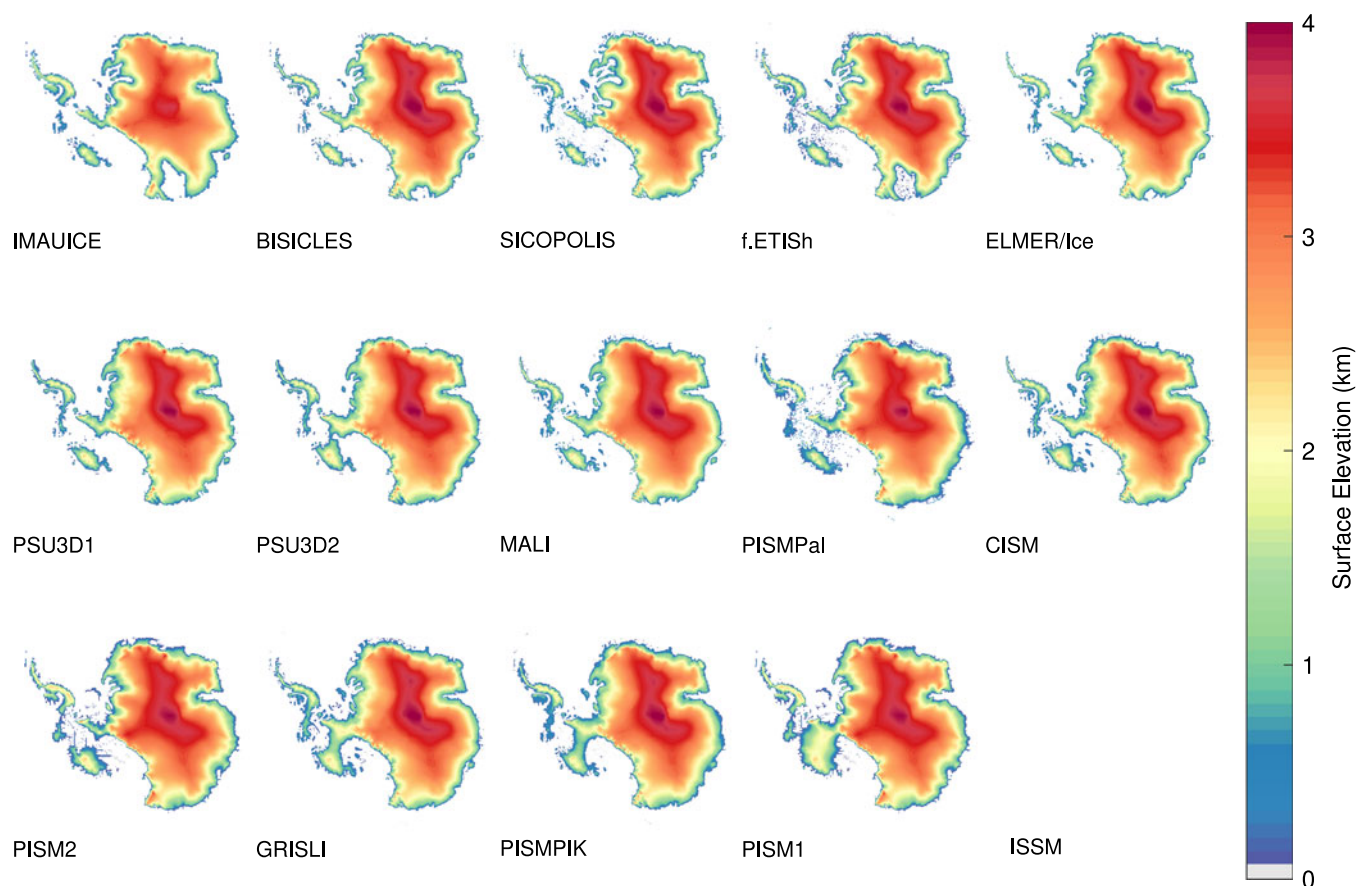 IMAUICE BISICLES SICOPOLIS f.ETISh ELMER/Ice
PSU3D1 PSU3D2 MALI PISMPal CISM
PISM2 GRISLI PISMPIK PISM1 ISSM
4
3
2
1
0
Surface Elevation (km)